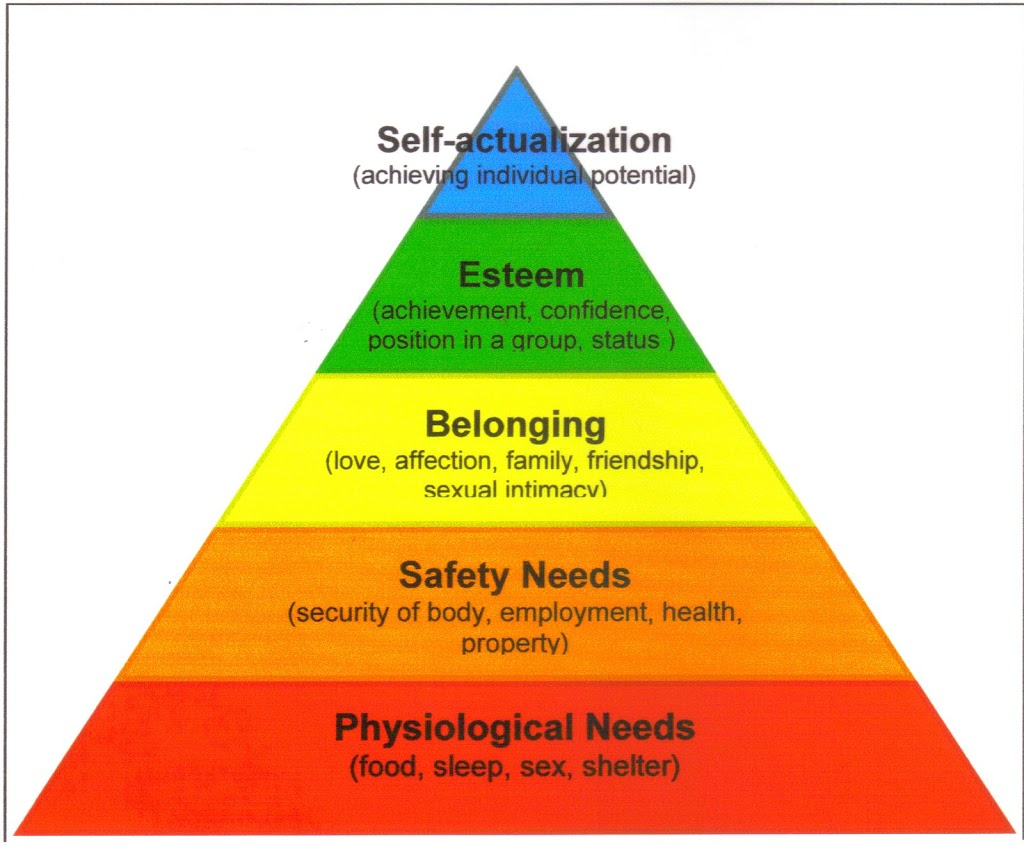 Self-actualization
(achieving individual potential)
Esteem
(achievement, confidence,
position in a group, status )
Belonging
(love, affection, family, friendship,
sexual intimacy)
Safety Needs
(security of body, employment, health,
property)
Physiological Needs
(food, sleep, sex, shelter)